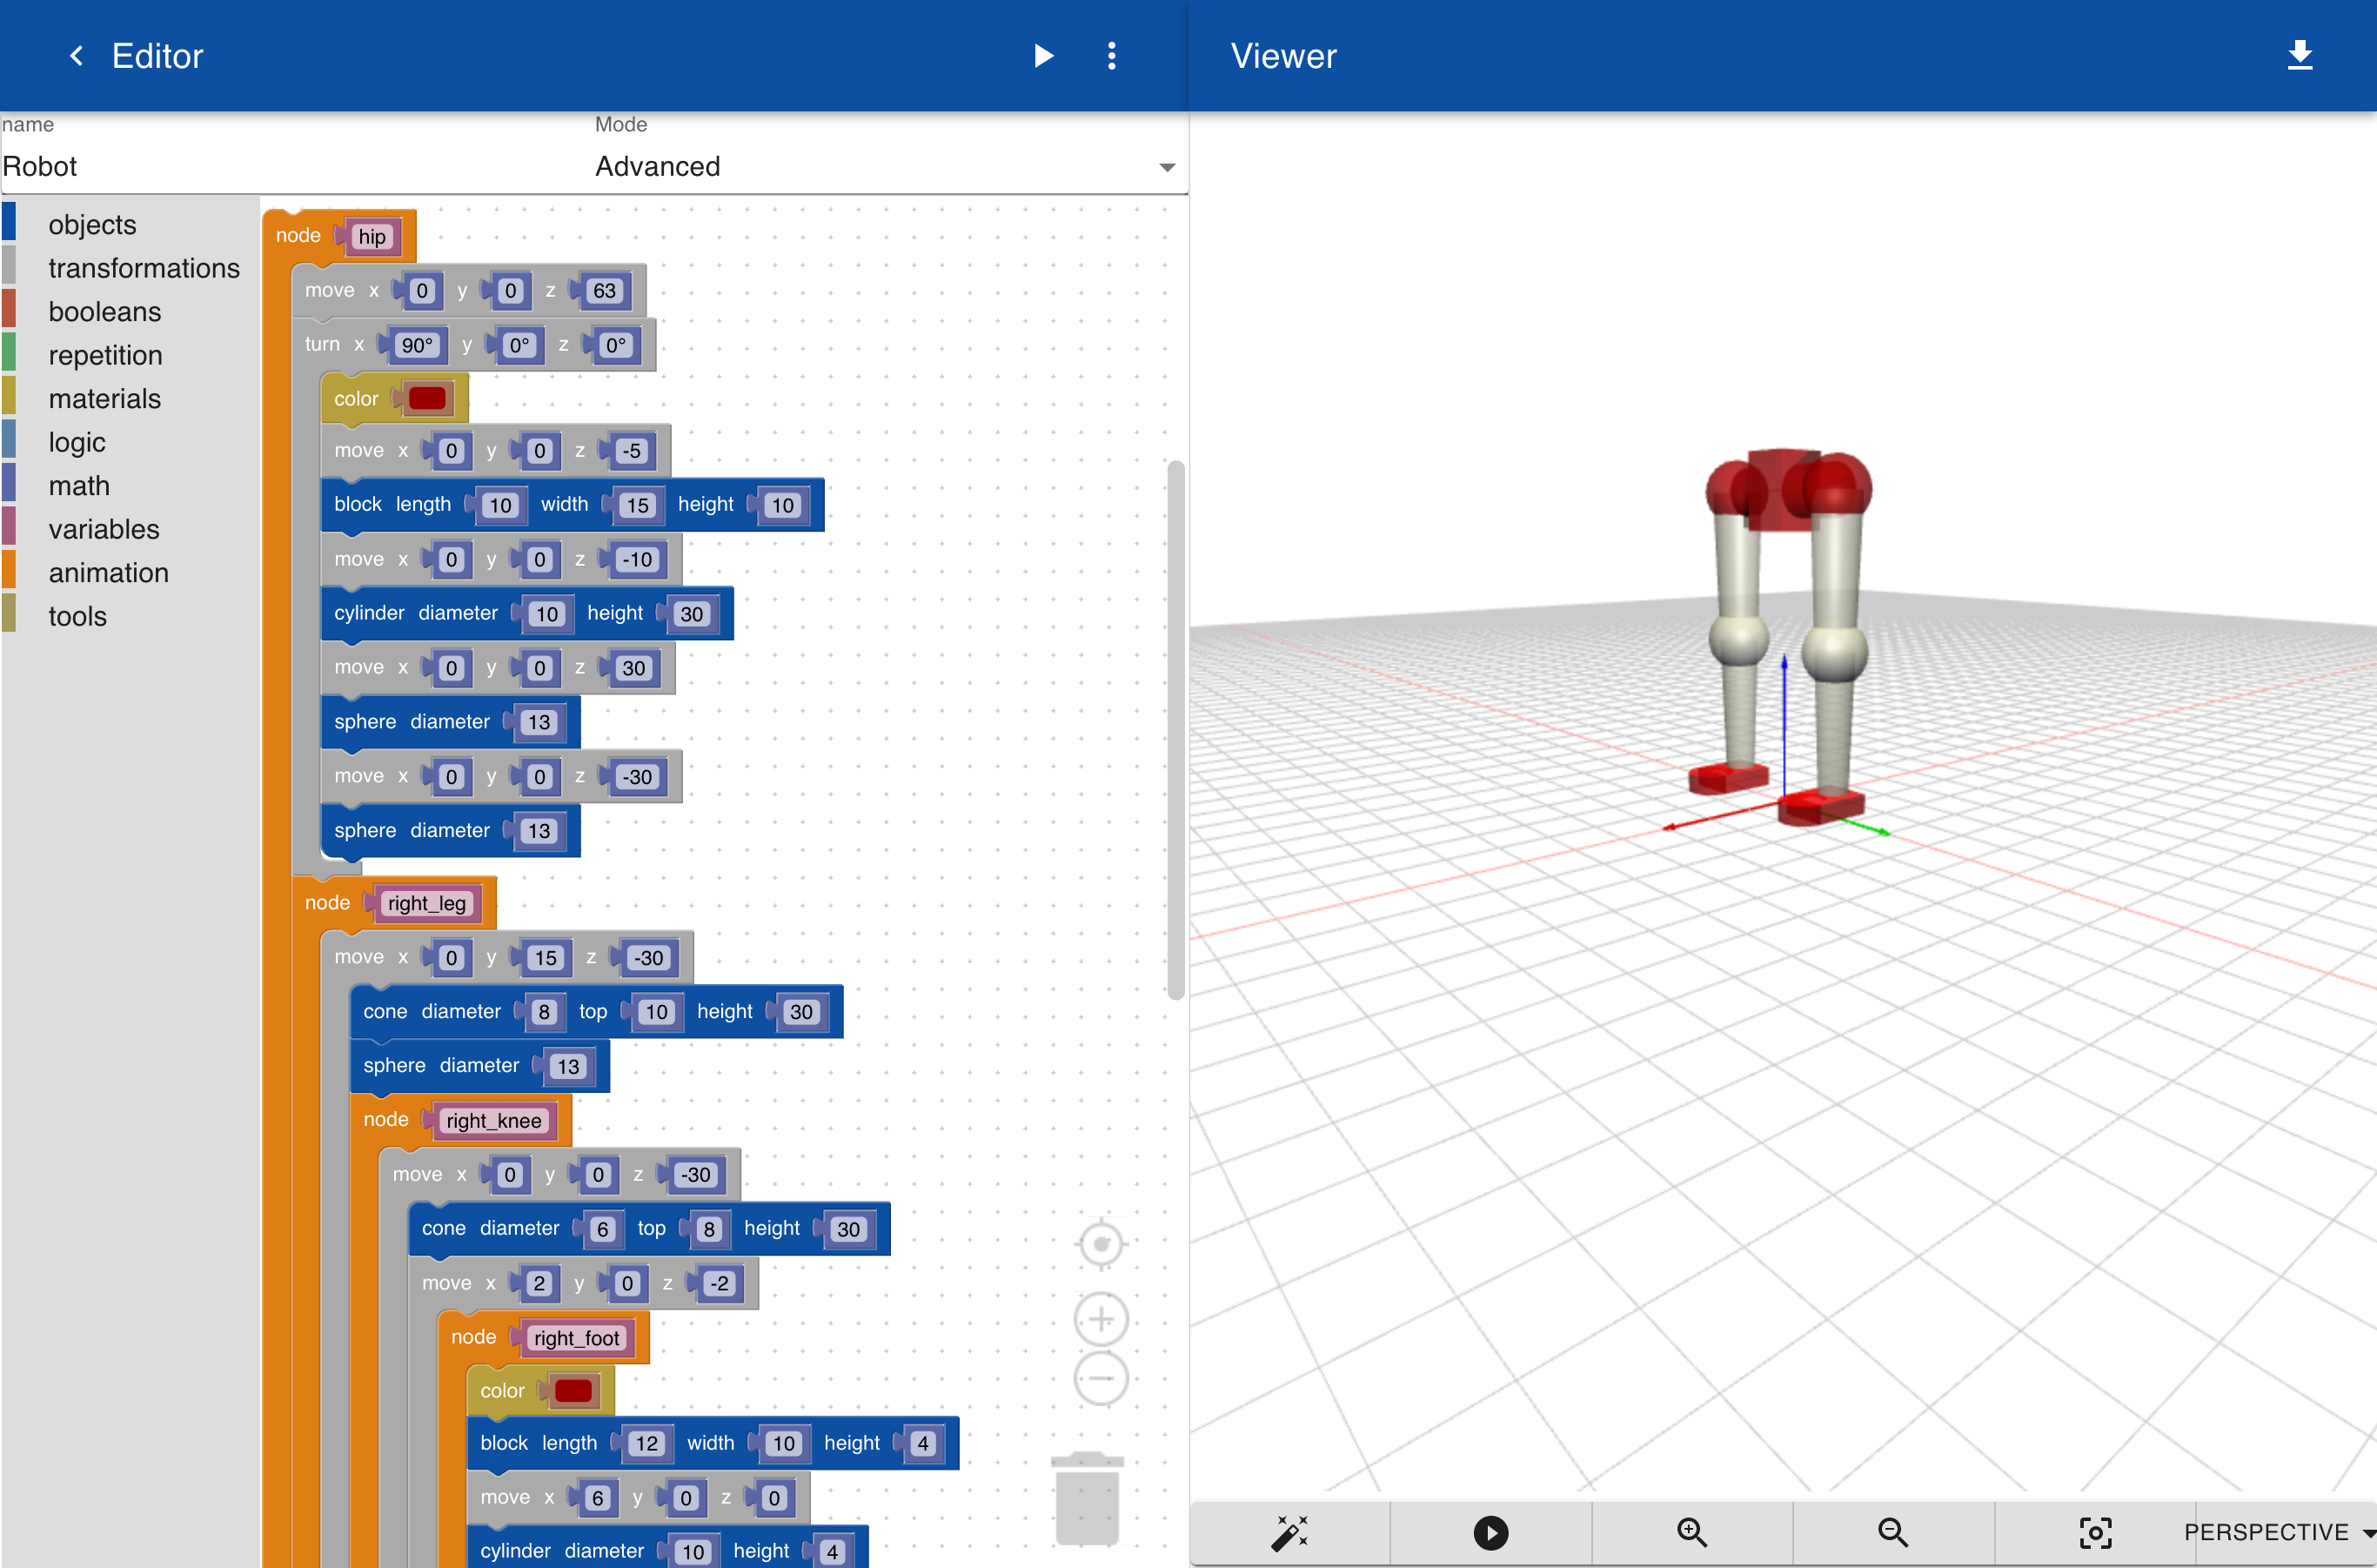 Editor
Viewer
name
Mode
Robot
Advanced
objects
transformations
booleans
repetition
materials
logic
math
variables
animation
tools
node hip
move x 0 y 0 z 63
turn x 90° y 0° z 0°
color
move x 0 y 0 z -5
block length 10 width 15 height 10
move x 0 y 0 z -10
cylinder diameter 10 height 30
move x 0 y 0 z 30
sphere diameter 13
move x 0 y 0 z -30
sphere diameter 13
node right_leg
move x 0 y 15 z -30
cone diameter 8 top 10 height 30
sphere diameter 13
node right_knee
move x 0 y 0 z -30
cone diameter 6 top 8 height 30
move x 2 y 0 z -2
node right_foot
color
block length 12 width 10 height 4
move x 6 y 0 z 0
cylinder diameter 10 height 4
PERSPECTIVE